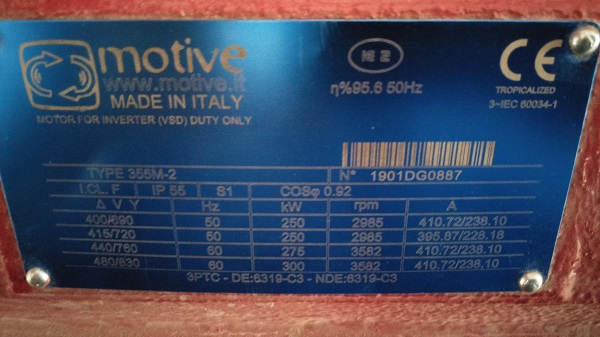 motive
www.motive.it
MADE IN ITALY
MOTOR FOR INVERTER (VSD) DUTY ONLY
IE 2
η%95.6 50Hz
CE
TROPICALIZED
3~IEC 60034-1
TYPE 355M-2 N° 1901DG0887
I.CL. F IP 55 S1 COSφ 0.92
Δ V Y Hz kW rpm A
400/690 50 250 2985 410.72/238.10
415/720 50 250 2985 395.87/228.18
440/760 60 275 3582 410.72/238.10
480/830 60 300 3582 410.72/238.10
3PTC - DE:6319-C3 - NDE:6319-C3